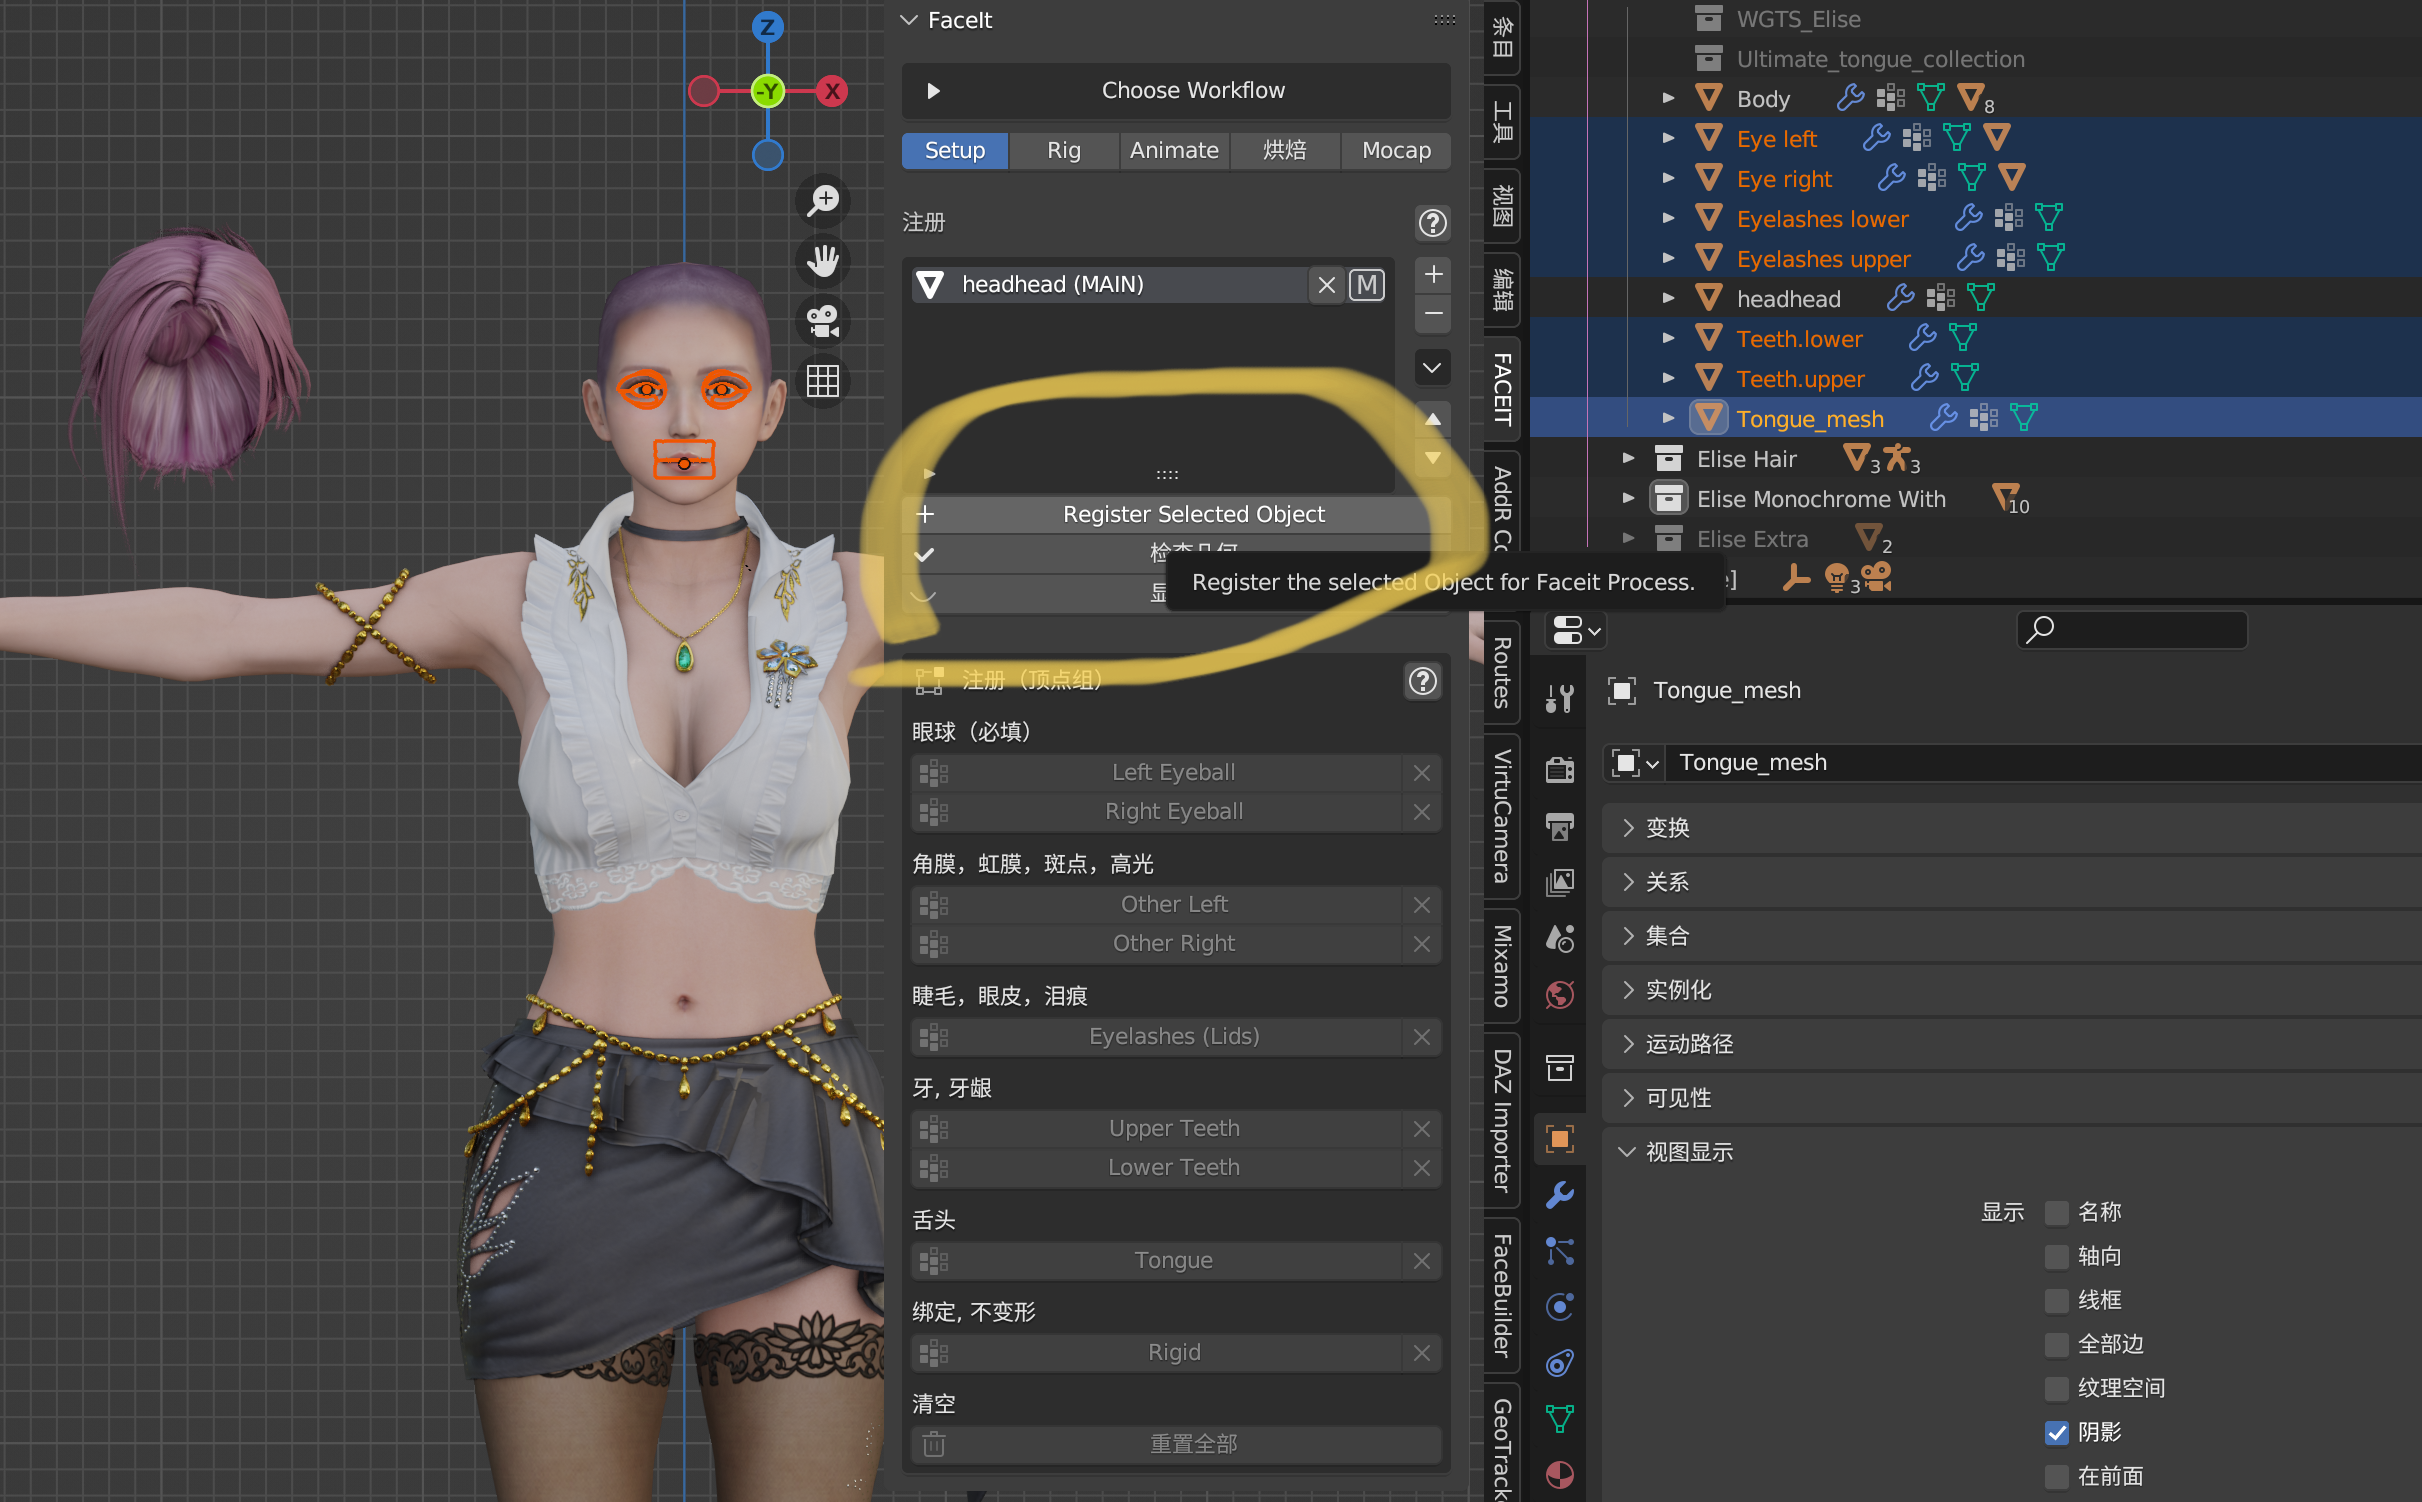 Z
-Y
X
FaceIt
Choose Workflow
Setup
Rig
Animate
烘焙
Mocap
注册
?
headhead (MAIN)
M
Register Selected Object
检查几何
显
Register the selected Object for Faceit Process.
注册（顶点组）
?
眼球（必填）
Left Eyeball
Right Eyeball
角膜，虹膜，斑点，高光
Other Left
Other Right
睫毛，眼皮，泪痕
Eyelashes (Lids)
牙, 牙龈
Upper Teeth
Lower Teeth
舌头
Tongue
绑定, 不变形
Rigid
清空
重置全部
条目
工具
视图
编辑
FACEIT
AddR Co
Routes
VirtuCamera
Mixamo
DAZ Importer
FaceBuilder
GeoTracke
WGTS_Elise
Ultimate_tongue_collection
Body 8
Eye left
Eye right
Eyelashes lower
Eyelashes upper
headhead
Teeth.lower
Teeth.upper
Tongue_mesh
Elise Hair 3 3
Elise Monochrome With 10
Elise Extra 2
e] 3
Tongue_mesh
Tongue_mesh
变换
关系
集合
实例化
运动路径
可见性
视图显示
显示 名称
轴向
线框
全部边
纹理空间
阴影
在前面